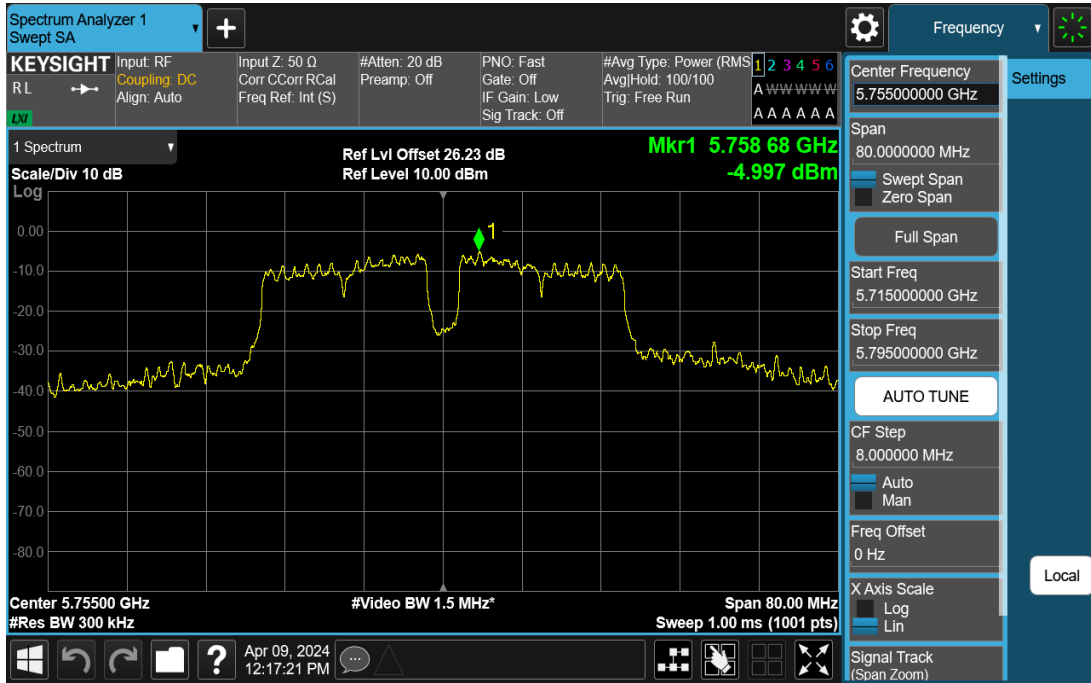 Spectrum Analyzer 1
Swept SA
+
Frequency
KEYSIGHT
RL
LXI
Input: RF
Coupling: DC
Align: Auto
Input Z: 50 Ω
Corr CCorr RCal
Freq Ref: Int (S)
#Atten: 20 dB
Preamp: Off
PNO: Fast
Gate: Off
IF Gain: Low
Sig Track: Off
#Avg Type: Power (RMS
Avg|Hold: 100/100
Trig: Free Run
1 2 3 4 5 6
A W W W W W
A A A A A A
1 Spectrum
Scale/Div 10 dB
Log
Ref Lvl Offset 26.23 dB
Ref Level 10.00 dBm
Mkr1 5.758 68 GHz
-4.997 dBm
1
0.00
-10.0
-20.0
-30.0
-40.0
-50.0
-60.0
-70.0
-80.0
Center 5.75500 GHz
#Res BW 300 kHz
#Video BW 1.5 MHz*
Span 80.00 MHz
Sweep 1.00 ms (1001 pts)
?
Apr 09, 2024
12:17:21 PM
Center Frequency
5.755000000 GHz
Span
80.0000000 MHz
Swept Span
Zero Span
Full Span
Start Freq
5.715000000 GHz
Stop Freq
5.795000000 GHz
AUTO TUNE
CF Step
8.000000 MHz
Auto
Man
Freq Offset
0 Hz
X Axis Scale
Log
Lin
Signal Track
(Span Zoom)
Settings
Local